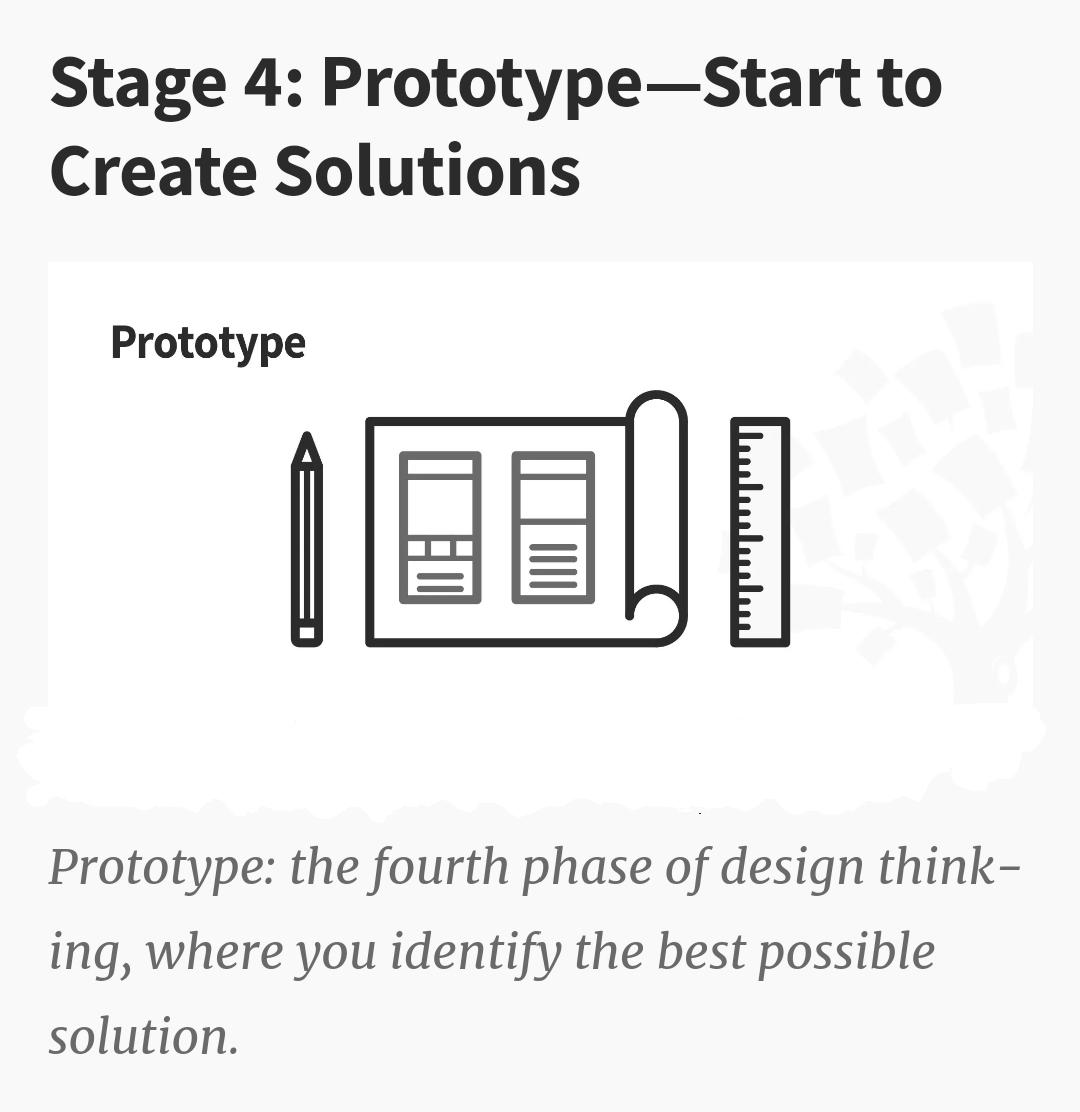 Stage 4: Prototype—Start to
Create Solutions
Prototype
Prototype: the fourth phase of design think-
ing, where you identify the best possible
solution.